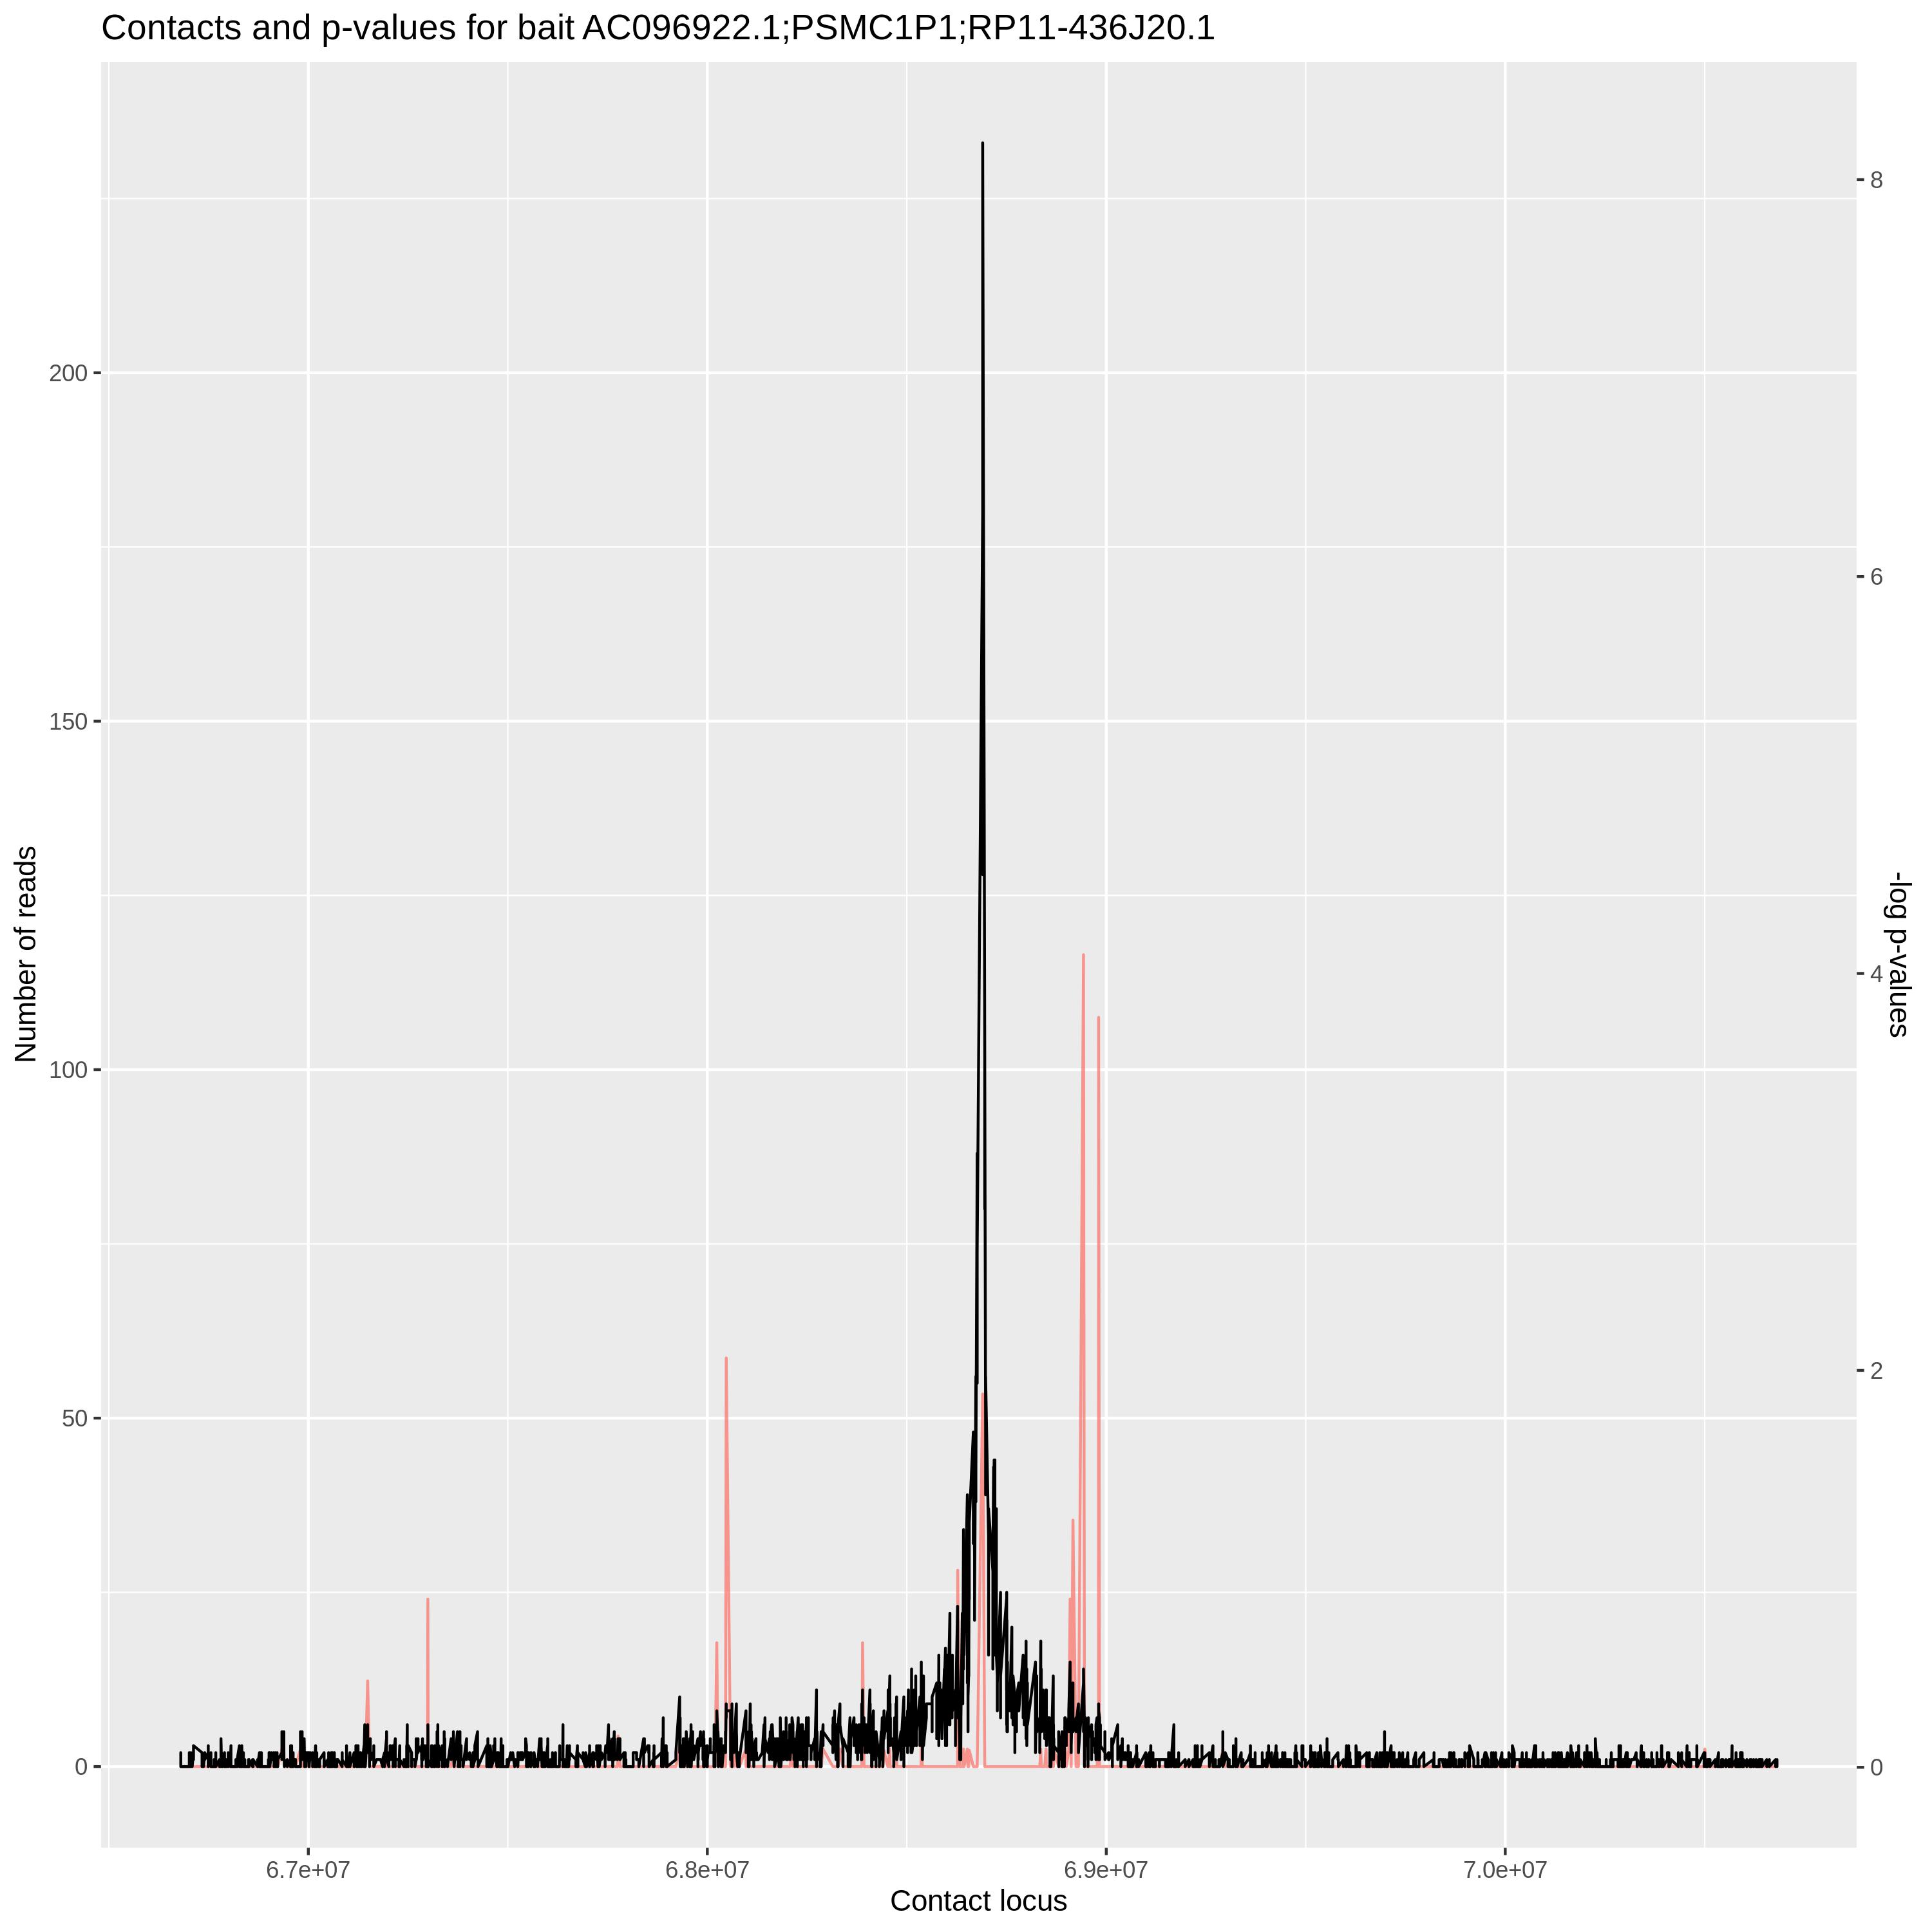 Contacts and p-values for bait AC096922.1;PSMC1P1;RP11-436J20.1
200
150
100
50
0
Number of reads
8
6
4
2
0
-log p-values
6.7e+07 6.8e+07 6.9e+07 7.0e+07
Contact locus